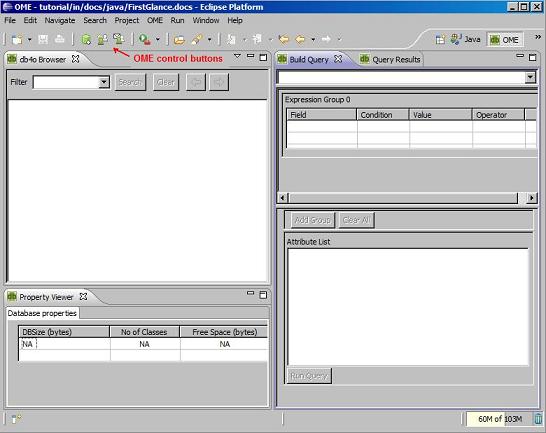 OME - tutorial/in/docs/java/FirstGlance.docs - Eclipse Platform
File Edit Navigate Search Project OME Run Window Help
Java OME
OME control buttons
db4o Browser
Filter Search Clear
Build Query Query Results
Expression Group 0
Field Condition Value Operator
Add Group Clear All
Attribute List
Run Query
Property Viewer
Database properties
DBSize (bytes) No of Classes Free Space (bytes)
NA NA NA
60M of 103M